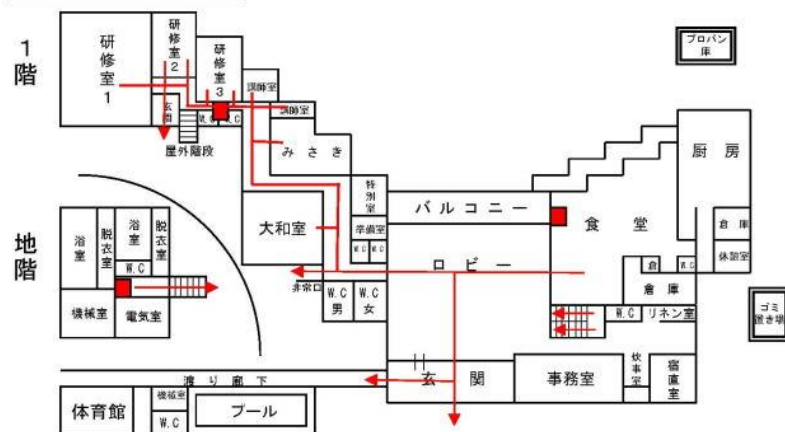 1階
研修室1
研修室2
研修室3
講師室
講師室
玄関
W.C
W.C
屋外階段
みさき
特別室
準備室
W.C
W.C
大和室
非常口
W.C
男
W.C
女
バルコニー
ロビー
食堂
厨房
プロパン庫
倉庫
休憩室
倉
W.C
倉庫
W.C
リネン室
ゴミ置き場
玄関
事務室
炊事室
宿直室
地階
浴室
脱衣室
浴室
脱衣室
W.C
機械室
電気室
渡り廊下
体育館
機械室
W.C
プール